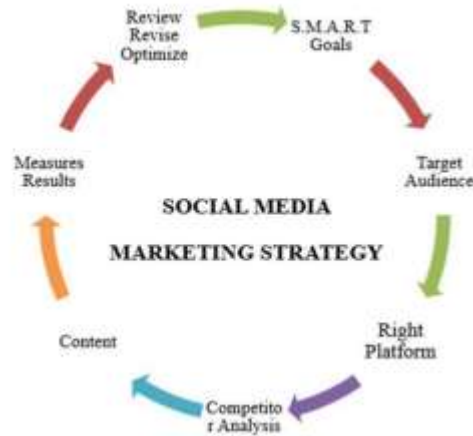 Review
Revise
Optimize
S.M.A.R.T
Goals
Target
Audience
Right
Platform
Competito
r Analysis
Content
Measures
Results
SOCIAL MEDIA
MARKETING STRATEGY